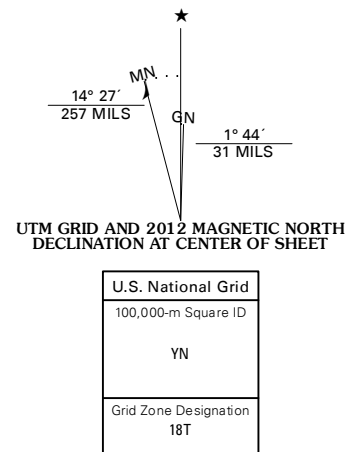 ★
MN
14° 27´
257 MILS
GN
1° 44´
31 MILS
UTM GRID AND 2012 MAGNETIC NORTH
DECLINATION AT CENTER OF SHEET
U.S. National Grid
100,000-m Square ID
YN
Grid Zone Designation
18T